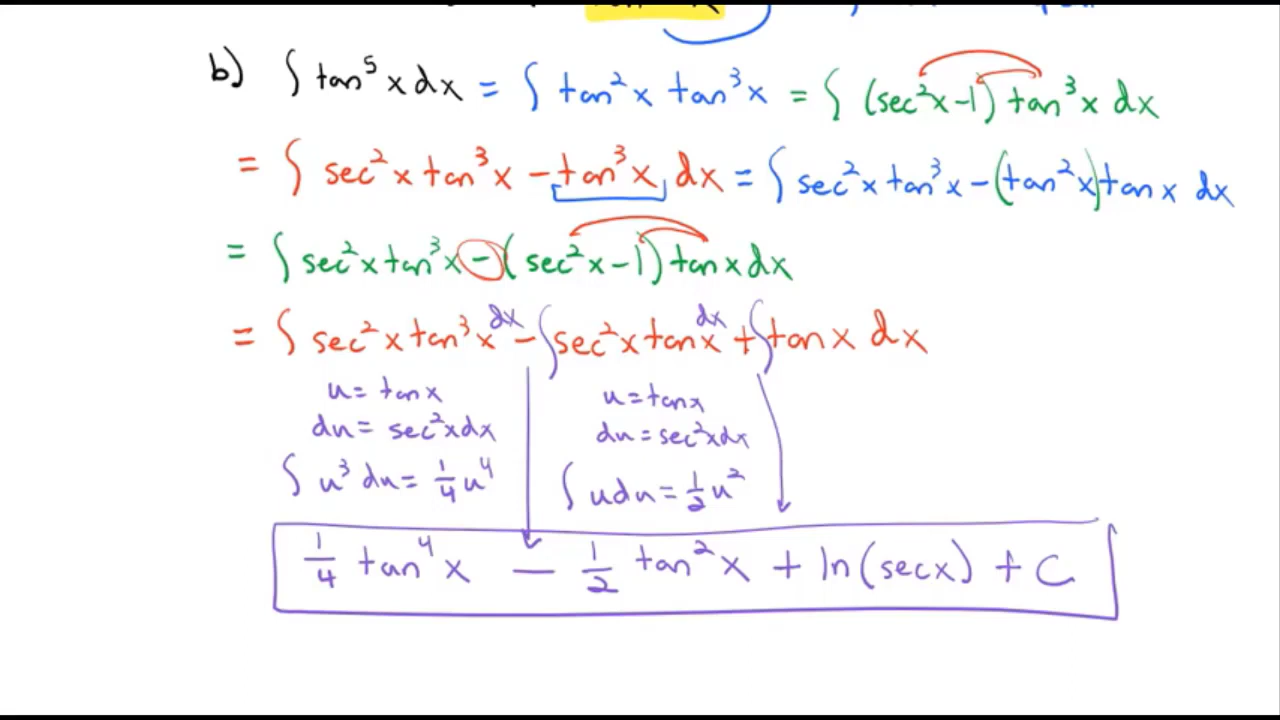 b) ∫ tan⁵ x dx = ∫ tan² x tan³ x = ∫ (sec² x - 1) tan³ x dx
= ∫ sec² x tan³ x - tan³ x dx = ∫ sec² x tan³ x - (tan² x) tan x dx
= ∫ sec² x tan³ x - (sec² x - 1) tan x dx
= ∫ sec² x tan³ x dx - ∫ sec² x tan x dx + ∫ tan x dx
u = tan x u = tan x
du = sec² x dx du = sec² x dx
∫ u³ du = 1/4 u⁴ ∫ u du = 1/2 u²
1/4 tan⁴ x - 1/2 tan² x + ln (sec x) + C